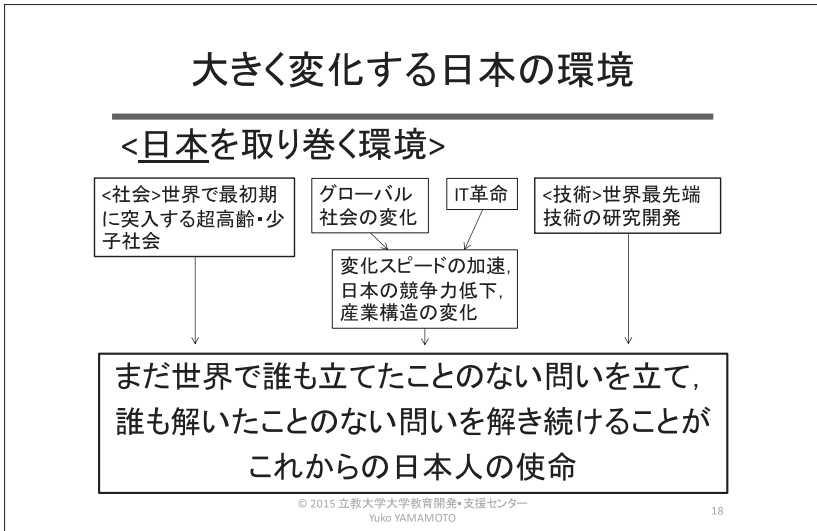 大きく変化する日本の環境
<日本を取り巻く環境>
<社会>世界で最初期
に突入する超高齢・少
子社会
グローバル
社会の変化
IT革命
<技術>世界最先端
技術の研究開発
変化スピードの加速,
日本の競争力低下,
産業構造の変化
まだ世界で誰も立てたことのない問いを立て,
誰も解いたことのない問いを解き続けることが
これからの日本人の使命
© 2015 立教大学大学教育開発・支援センター
Yuko YAMAMOTO
18